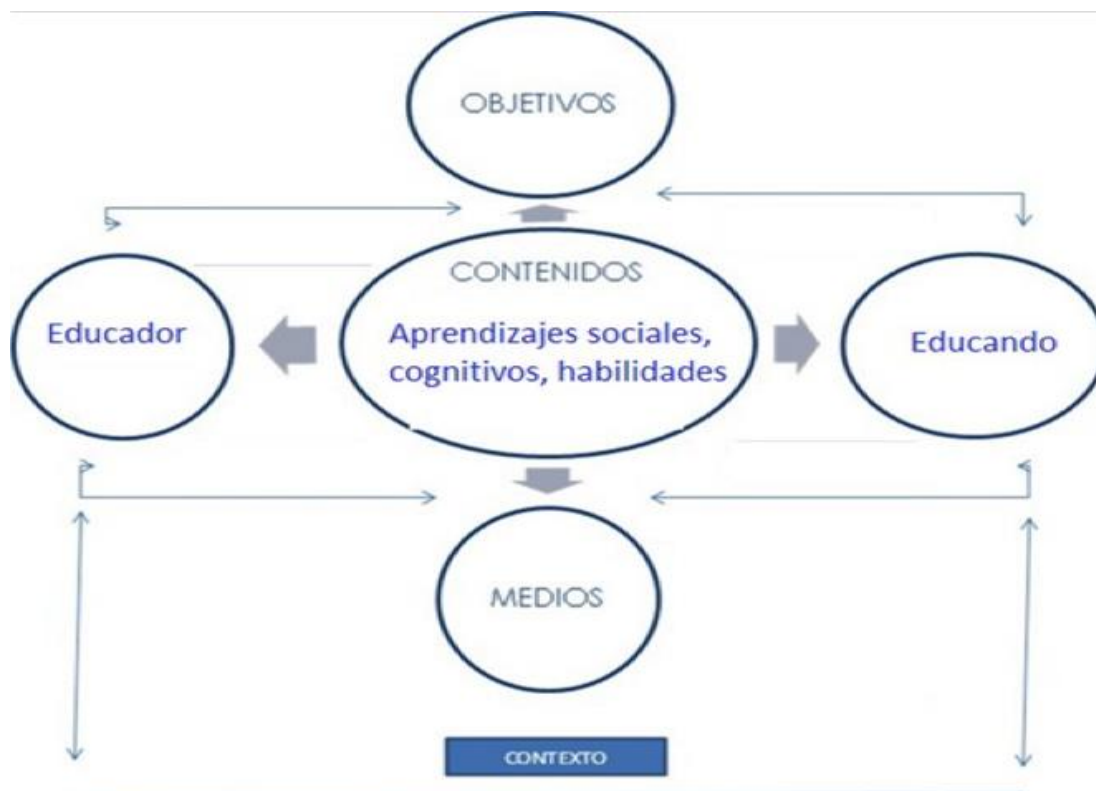 OBJETIVOS
CONTENIDOS
Educador
Aprendizajes sociales,
cognitivos, habilidades
Educando
MEDIOS
CONTEXTO